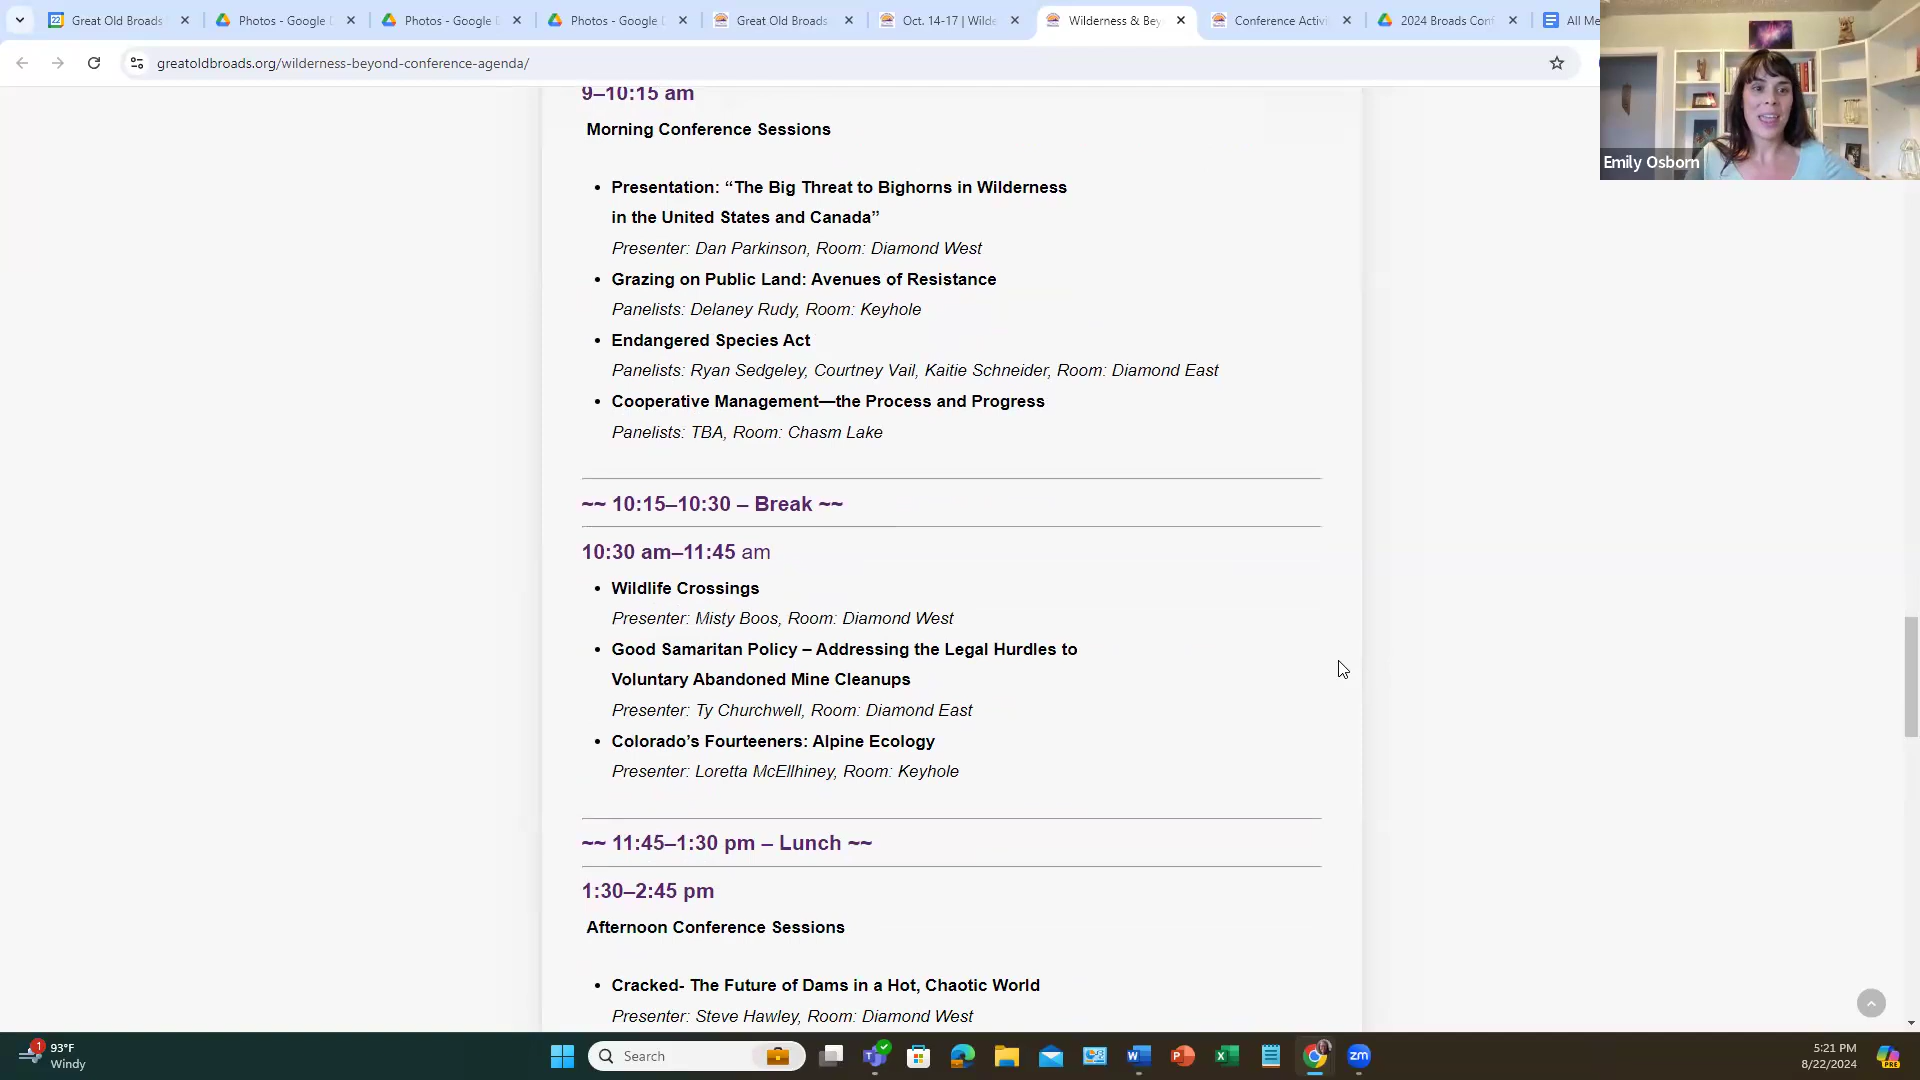 Great Old Broads
Photos - Google D
Photos - Google D
Photos - Google D
Great Old Broads
Oct. 14-17 | Wilde
Wilderness & Bey
Conference Activi
2024 Broads Conf
All Me
greatoldbroads.org/wilderness-beyond-conference-agenda/
Emily Osborn
9–10:15 am
Morning Conference Sessions
• Presentation: “The Big Threat to Bighorns in Wilderness
in the United States and Canada”
Presenter: Dan Parkinson, Room: Diamond West
• Grazing on Public Land: Avenues of Resistance
Panelists: Delaney Rudy, Room: Keyhole
• Endangered Species Act
Panelists: Ryan Sedgeley, Courtney Vail, Kaitie Schneider, Room: Diamond East
• Cooperative Management—the Process and Progress
Panelists: TBA, Room: Chasm Lake
~~ 10:15–10:30 – Break ~~
10:30 am–11:45 am
• Wildlife Crossings
Presenter: Misty Boos, Room: Diamond West
• Good Samaritan Policy – Addressing the Legal Hurdles to
Voluntary Abandoned Mine Cleanups
Presenter: Ty Churchwell, Room: Diamond East
• Colorado’s Fourteeners: Alpine Ecology
Presenter: Loretta McEllhiney, Room: Keyhole
~~ 11:45–1:30 pm – Lunch ~~
1:30–2:45 pm
Afternoon Conference Sessions
• Cracked- The Future of Dams in a Hot, Chaotic World
Presenter: Steve Hawley, Room: Diamond West
1
93°F
Windy
Search
zm
5:21 PM
8/22/2024
PRE